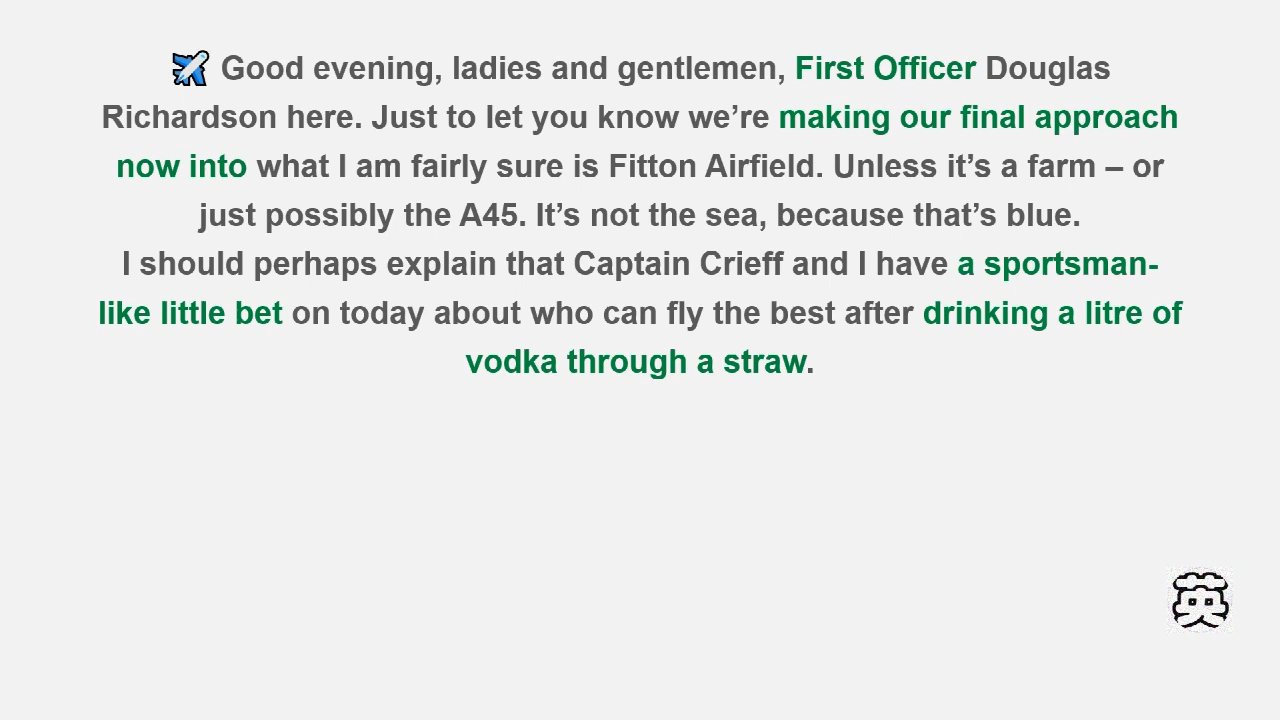 ✈️ Good evening, ladies and gentlemen, First Officer Douglas
Richardson here. Just to let you know we’re making our final approach
now into what I am fairly sure is Fitton Airfield. Unless it’s a farm – or
just possibly the A45. It’s not the sea, because that’s blue.
I should perhaps explain that Captain Crieff and I have a sportsman-
like little bet on today about who can fly the best after drinking a litre of
vodka through a straw.
英